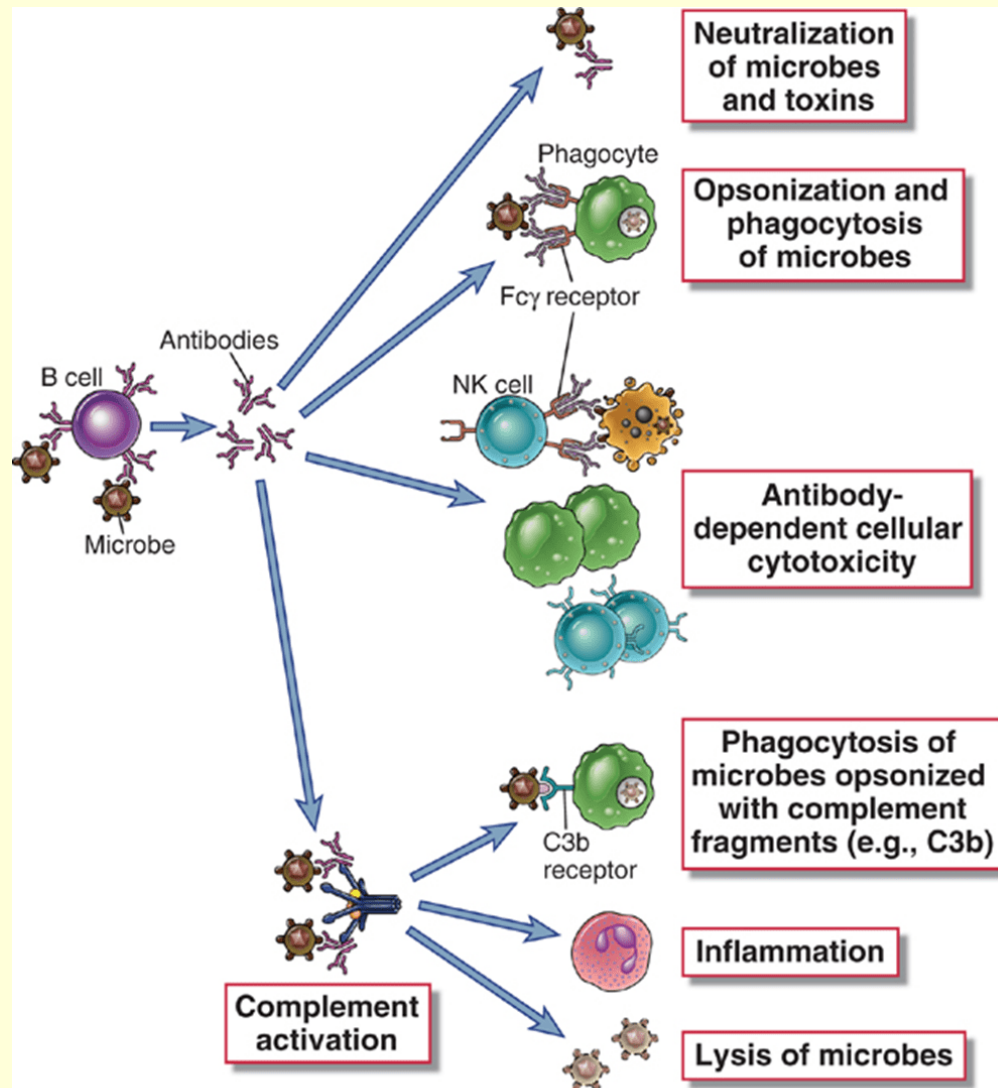 Neutralization
of microbes
and toxins
Phagocyte
Opsonization and
phagocytosis
of microbes
Fcγ receptor
Antibodies
B cell
NK cell
Microbe
Antibody-
dependent cellular
cytotoxicity
Phagocytosis of
microbes opsonized
with complement
fragments (e.g., C3b)
C3b
receptor
Inflammation
Complement
activation
Lysis of microbes